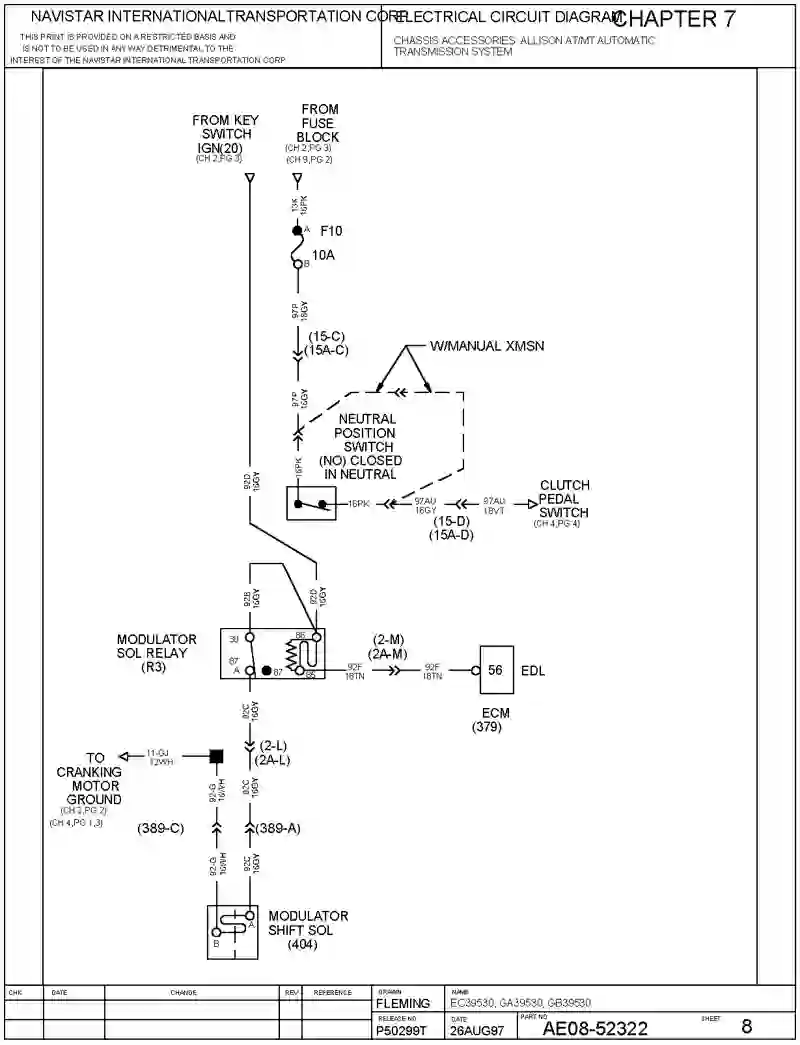 NAVISTAR INTERNATIONAL TRANSPORTATION CORP.
THIS PRINT IS PROVIDED ON A RESTRICTED BASIS AND
IS NOT TO BE USED IN ANY WAY DETRIMENTAL TO THE
INTEREST OF THE NAVISTAR INTERNATIONAL TRANSPORTATION CORP
ELECTRICAL CIRCUIT DIAGRAM
CHAPTER 7
CHASSIS ACCESSORIES: ALLISON AT/MT AUTOMATIC
TRANSMISSION SYSTEM
FROM KEY
SWITCH
IGN(20)
(CH 2,PG 3)
FROM
FUSE
BLOCK
(CH 2,PG 3)
(CH 9,PG 2)
13K
16PK
A
F10
10A
B
97P
16GY
(15-C)
(15A-C)
W/MANUAL XMSN
97P
16GY
NEUTRAL
POSITION
SWITCH
(NO) CLOSED
IN NEUTRAL
16PK
16PK
97AU
16GY
97AU
18VT
(15-D)
(15A-D)
CLUTCH
PEDAL
SWITCH
(CH 4,PG 4)
92D
16GY
92B
16GY
92D
16GY
MODULATOR
SOL RELAY
(R3)
30
86
87
A
87
85
92F
18TN
(2-M)
(2A-M)
92F
18TN
56
EDL
ECM
(379)
92C
16GY
(2-L)
(2A-L)
TO
CRANKING
MOTOR
GROUND
(CH 3,PG 2)
(CH 4,PG 1,3)
11-GJ
12WH
92-G
16WH
92C
16GY
(389-C)
(389-A)
92-G
16WH
92C
16GY
A
B
MODULATOR
SHIFT SOL
(404)
CHK
DATE
CHANGE
REV
REFERENCE
DRAWN
FLEMING
NAME
EC39530, GA39530, GB39530
RELEASE NO
P50299T
DATE
26AUG97
PART NO
AE08-52322
SHEET
8